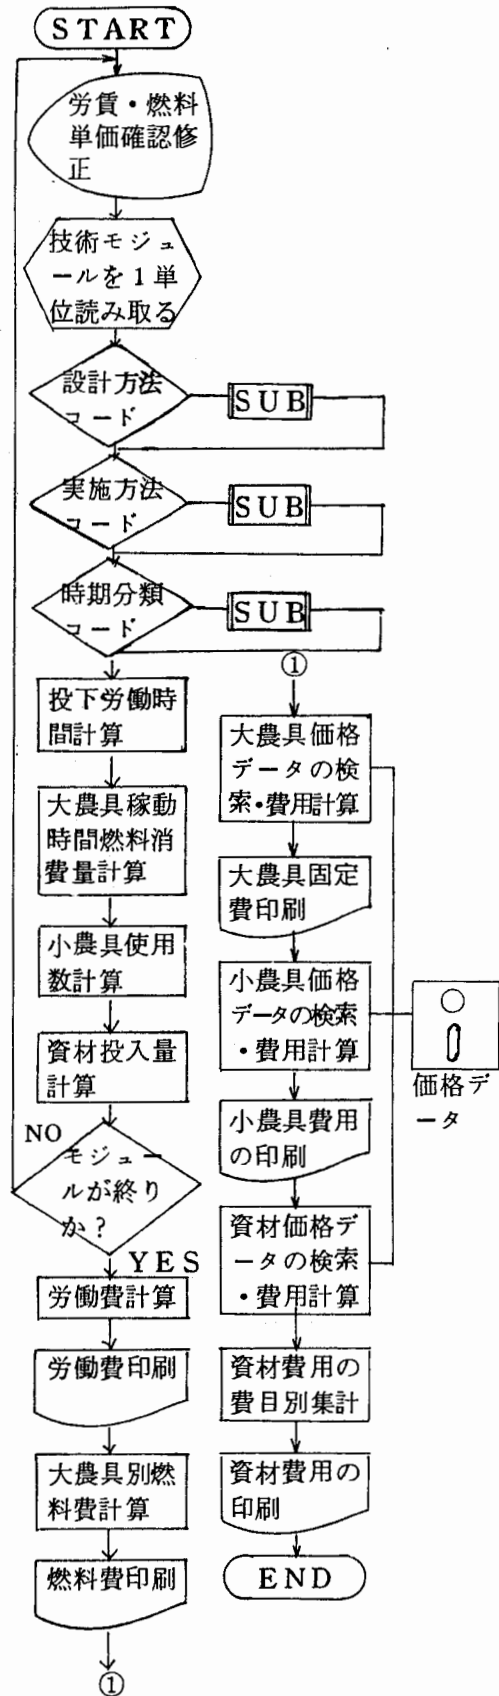 START
労賃・燃料
単価確認修
正
技術モジュ
ールを1単
位読み取る
設計方法
コード
SUB
実施方法
コード
SUB
時期分類
コード
SUB
投下労働時
間計算
大農具稼動
時間燃料消
費量計算
小農具使用
数計算
資材投入量
計算
NO
モジュー
ルが終り
か?
YES
労働費計算
労働費印刷
大農具別燃
料費計算
燃料費印刷
①
①
大農具価格
データの検
索・費用計算
大農具固定
費印刷
小農具価格
データの検索
・費用計算
価格デ
ータ
小農具費用
の印刷
資材価格デ
ータの検索
・費用計算
資材費用の
費目別集計
資材費用の
印刷
END